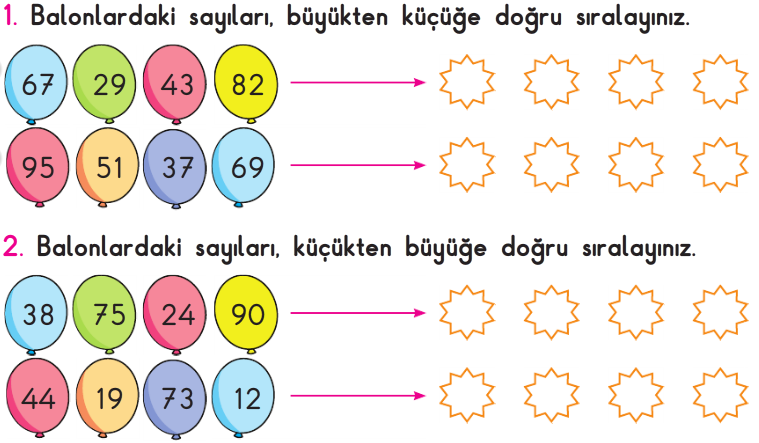 1. Balonlardaki sayıları, büyükten küçüğe doğru sıralayınız.
67 29 43 82
95 51 37 69
2. Balonlardaki sayıları, küçükten büyüğe doğru sıralayınız.
38 75 24 90
44 19 73 12